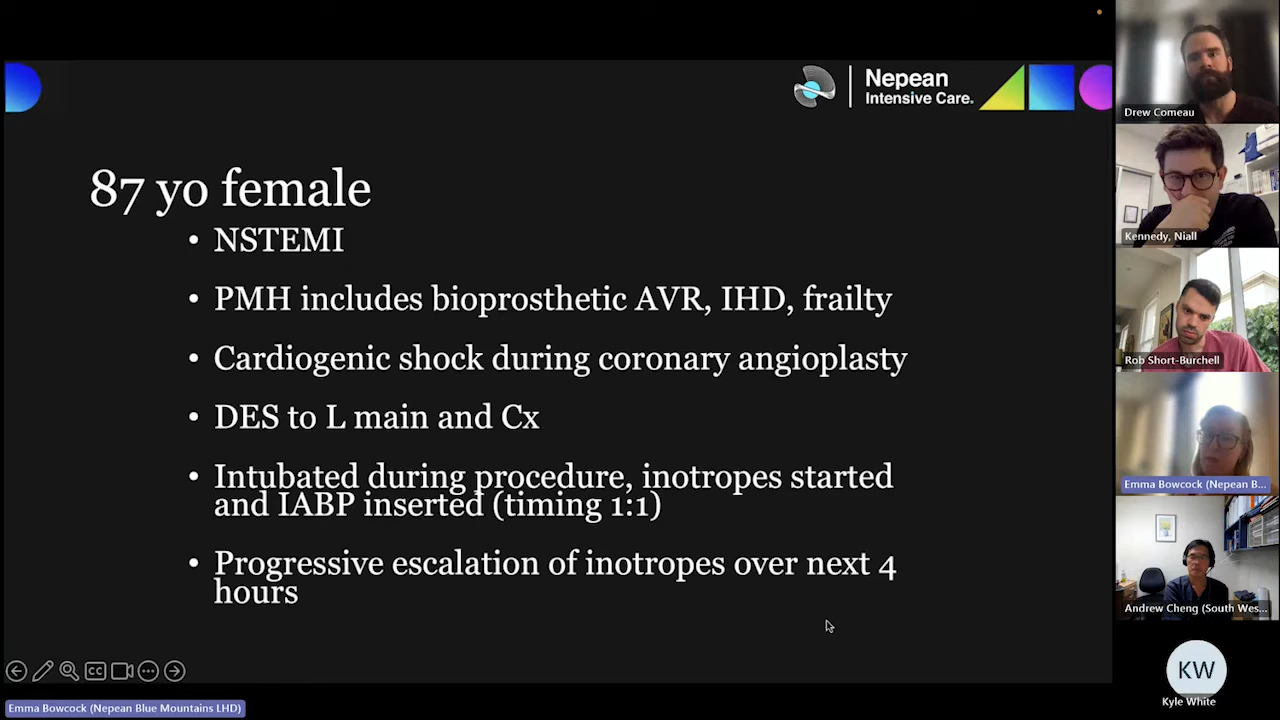 Nepean
Intensive Care.
87 yo female
• NSTEMI
• PMH includes bioprosthetic AVR, IHD, frailty
• Cardiogenic shock during coronary angioplasty
• DES to L main and Cx
• Intubated during procedure, inotropes started
and IABP inserted (timing 1:1)
• Progressive escalation of inotropes over next 4
hours
CC
Emma Bowcock (Nepean Blue Mountains LHD)
Drew Comeau
Kennedy, Niall
Rob Short-Burchell
Emma Bowcock (Nepean B...
Andrew Cheng (South Wes...
KW
Kyle White